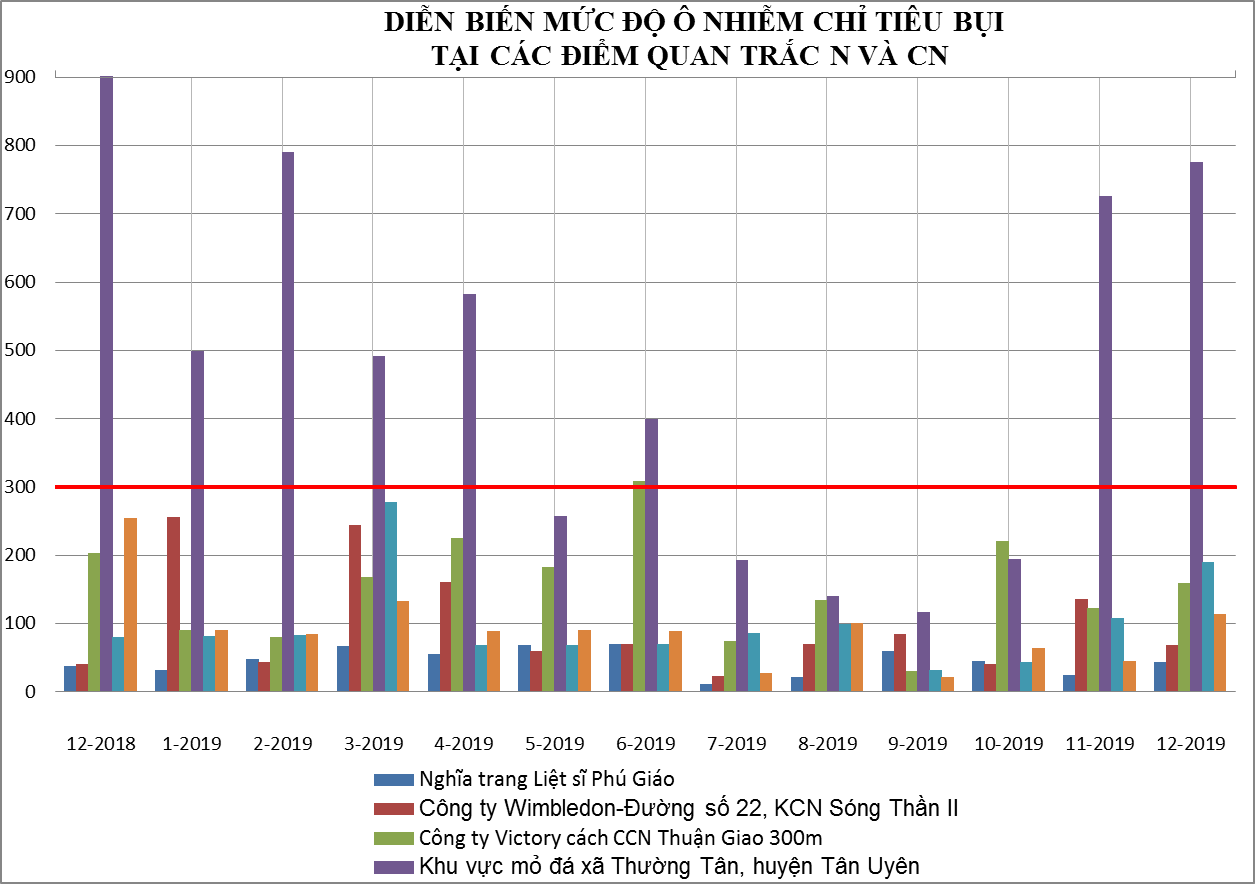 DIỄN BIẾN MỨC ĐỘ Ô NHIỄM CHỈ TIÊU BỤI
TẠI CÁC ĐIỂM QUAN TRẮC N VÀ CN
900
800
700
600
500
400
300
200
100
0
12-2018 1-2019 2-2019 3-2019 4-2019 5-2019 6-2019 7-2019 8-2019 9-2019 10-2019 11-2019 12-2019
Nghĩa trang Liệt sĩ Phú Giáo
Công ty Wimbledon-Đường số 22, KCN Sóng Thần II
Công ty Victory cách CCN Thuận Giao 300m
Khu vực mỏ đá xã Thường Tân, huyện Tân Uyên